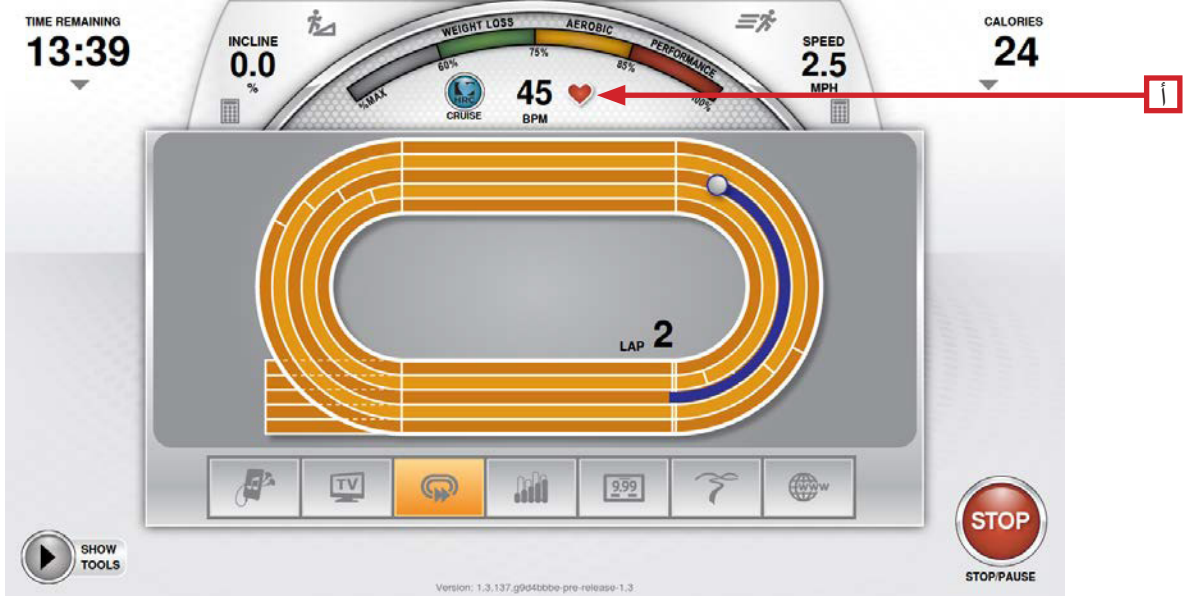 TIME REMAINING
13:39
INCLINE
0.0
%
WEIGHT LOSS
AEROBIC
PERFORMANCE
%MAX
60%
75%
85%
100%
HRC
CRUISE
45
BPM
SPEED
2.5
MPH
CALORIES
24
أ
LAP 2
TV
9.99
www
SHOW
TOOLS
STOP
STOP/PAUSE
Version: 1.3.137.g9d4bbbe-pre-release-1.3